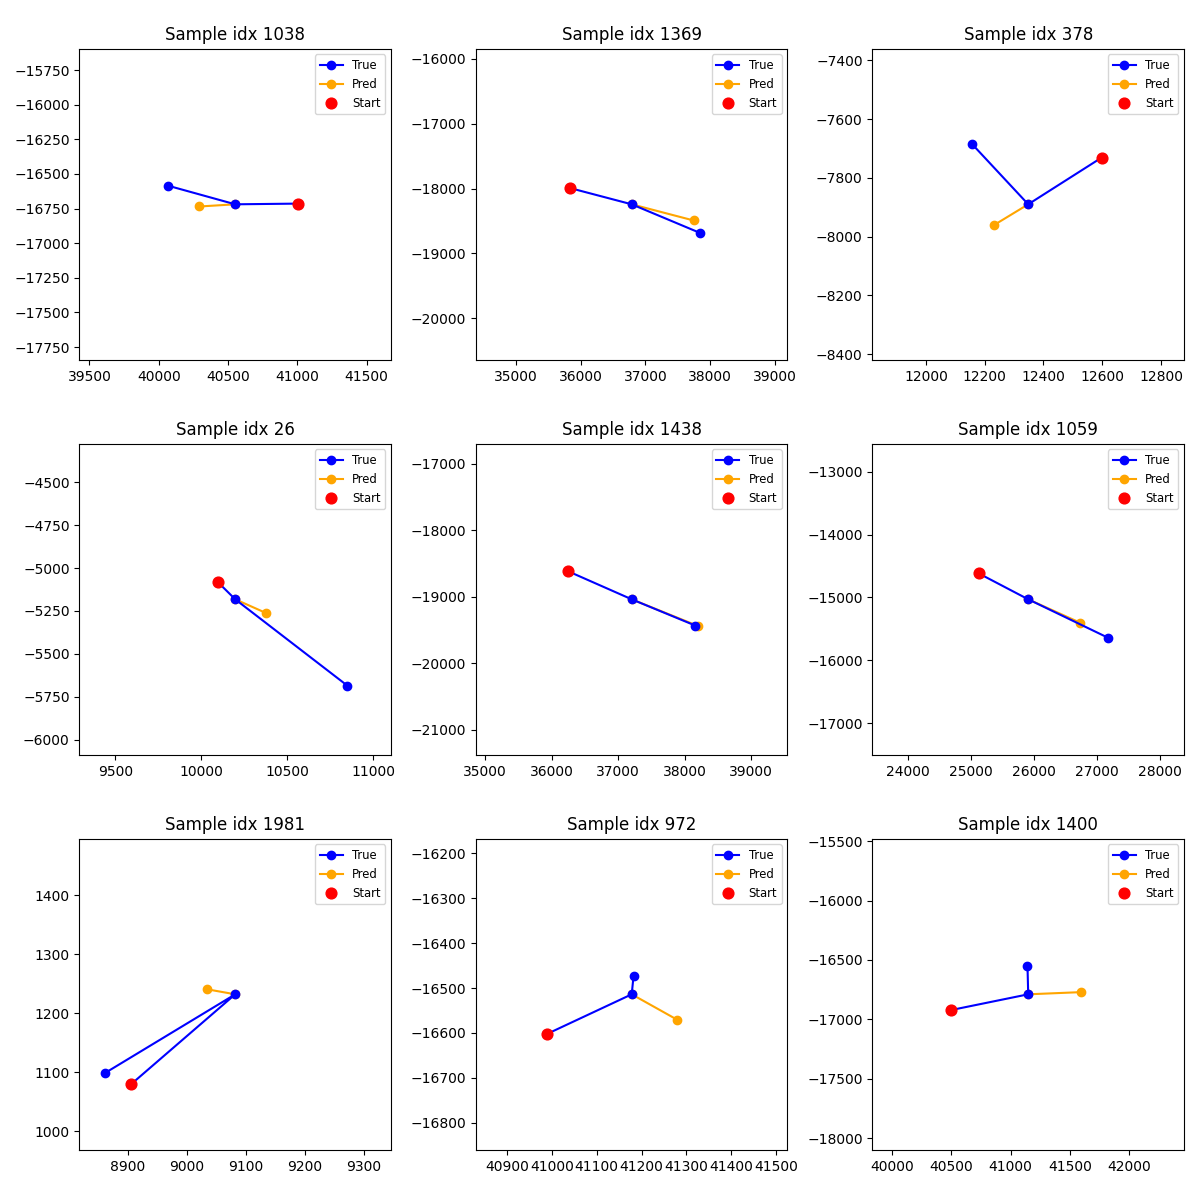 Sample idx 1038
True
Pred
Start
−15750
−16000
−16250
−16500
−16750
−17000
−17250
−17500
−17750
39500 40000 40500 41000 41500
Sample idx 1369
True
Pred
Start
−16000
−17000
−18000
−19000
−20000
35000 36000 37000 38000 39000
Sample idx 378
True
Pred
Start
−7400
−7600
−7800
−8000
−8200
−8400
12000 12200 12400 12600 12800
Sample idx 26
True
Pred
Start
−4500
−4750
−5000
−5250
−5500
−5750
−6000
9500 10000 10500 11000
Sample idx 1438
True
Pred
Start
−17000
−18000
−19000
−20000
−21000
35000 36000 37000 38000 39000
Sample idx 1059
True
Pred
Start
−13000
−14000
−15000
−16000
−17000
24000 25000 26000 27000 28000
Sample idx 1981
True
Pred
Start
1400
1300
1200
1100
1000
8900 9000 9100 9200 9300
Sample idx 972
True
Pred
Start
−16200
−16300
−16400
−16500
−16600
−16700
−16800
40900 41000 41100 41200 41300 41400 41500
Sample idx 1400
True
Pred
Start
−15500
−16000
−16500
−17000
−17500
−18000
40000 40500 41000 41500 42000